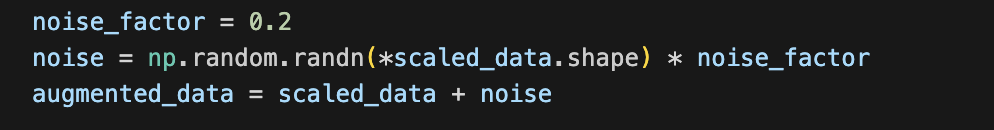 noise_factor = 0.2
noise = np.random.randn(*scaled_data.shape) * noise_factor
augmented_data = scaled_data + noise